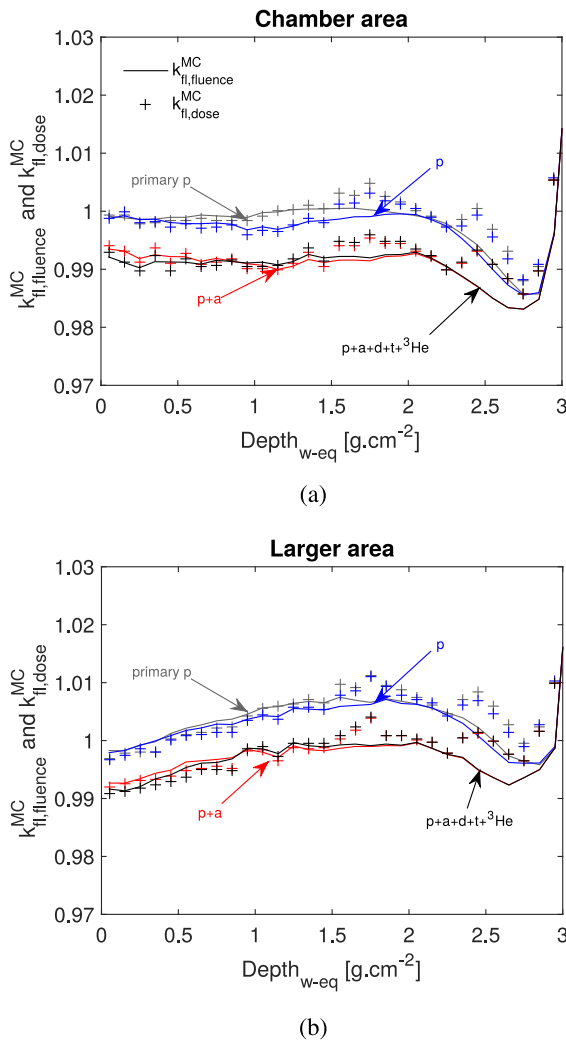 Chamber area
1.03
1.02
1.01
1
0.99
0.98
0.97
k^MC_fl,fluence and k^MC_fl,dose
k^MC_fl,fluence
k^MC_fl,dose
primary p
p
p+a
p+a+d+t+³He
0 0.5 1 1.5 2 2.5 3
Depth_w-eq [g.cm⁻²]
(a)
Larger area
1.03
1.02
1.01
1
0.99
0.98
0.97
k^MC_fl,fluence and k^MC_fl,dose
primary p
p
p+a
p+a+d+t+³He
0 0.5 1 1.5 2 2.5 3
Depth_w-eq [g.cm⁻²]
(b)